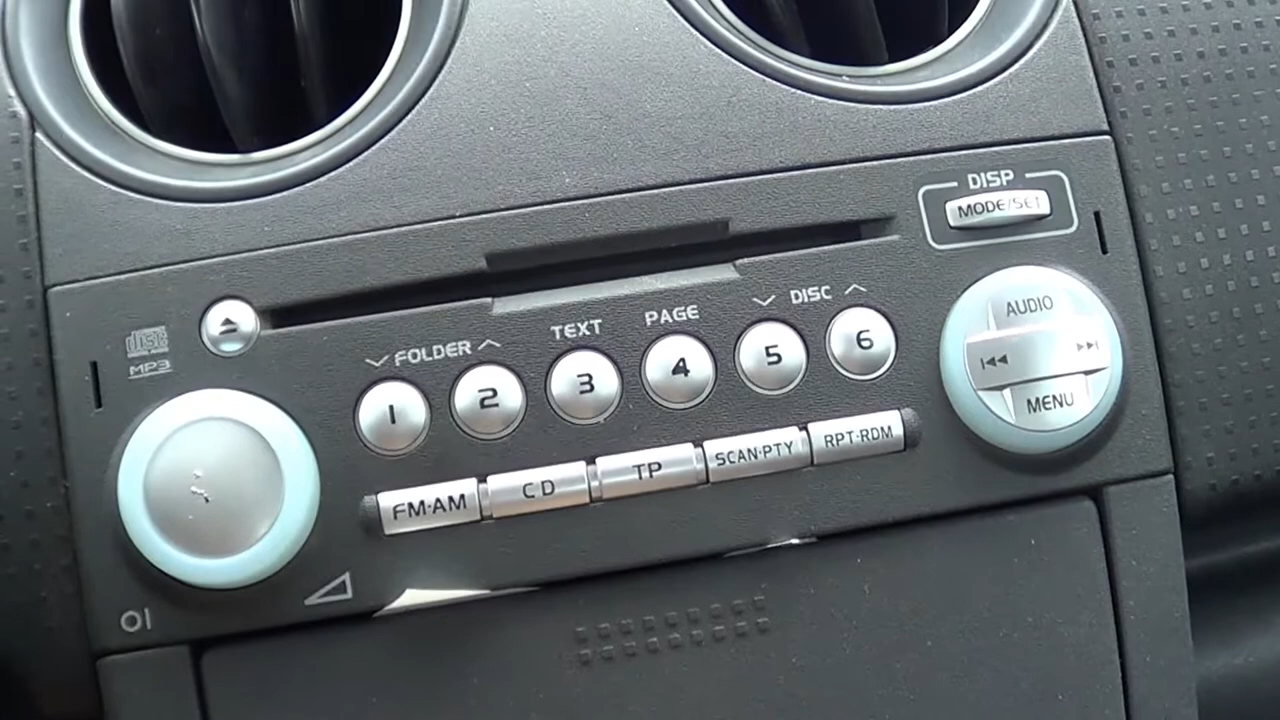 DISP
MODE/SET
disc
MP3
FOLDER
TEXT
PAGE
DISC
1
2
3
4
5
6
AUDIO
MENU
FM·AM
CD
TP
SCAN·PTY
RPT·RDM